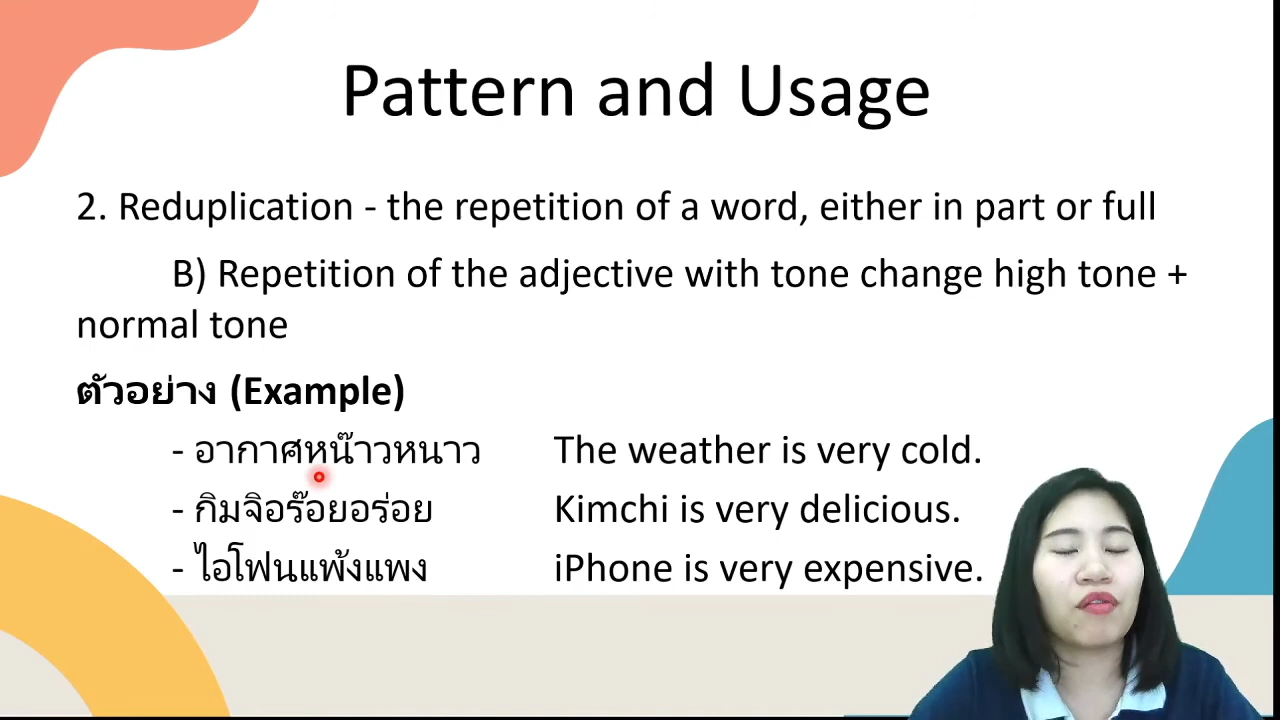 Pattern and Usage
2. Reduplication - the repetition of a word, either in part or full
B) Repetition of the adjective with tone change high tone +
normal tone
ตัวอย่าง (Example)
- อากาศหน๊าวหนาว The weather is very cold.
- กิมจิอร๊อยอร่อย Kimchi is very delicious.
- ไอโฟนแพ้งแพง iPhone is very expensive.